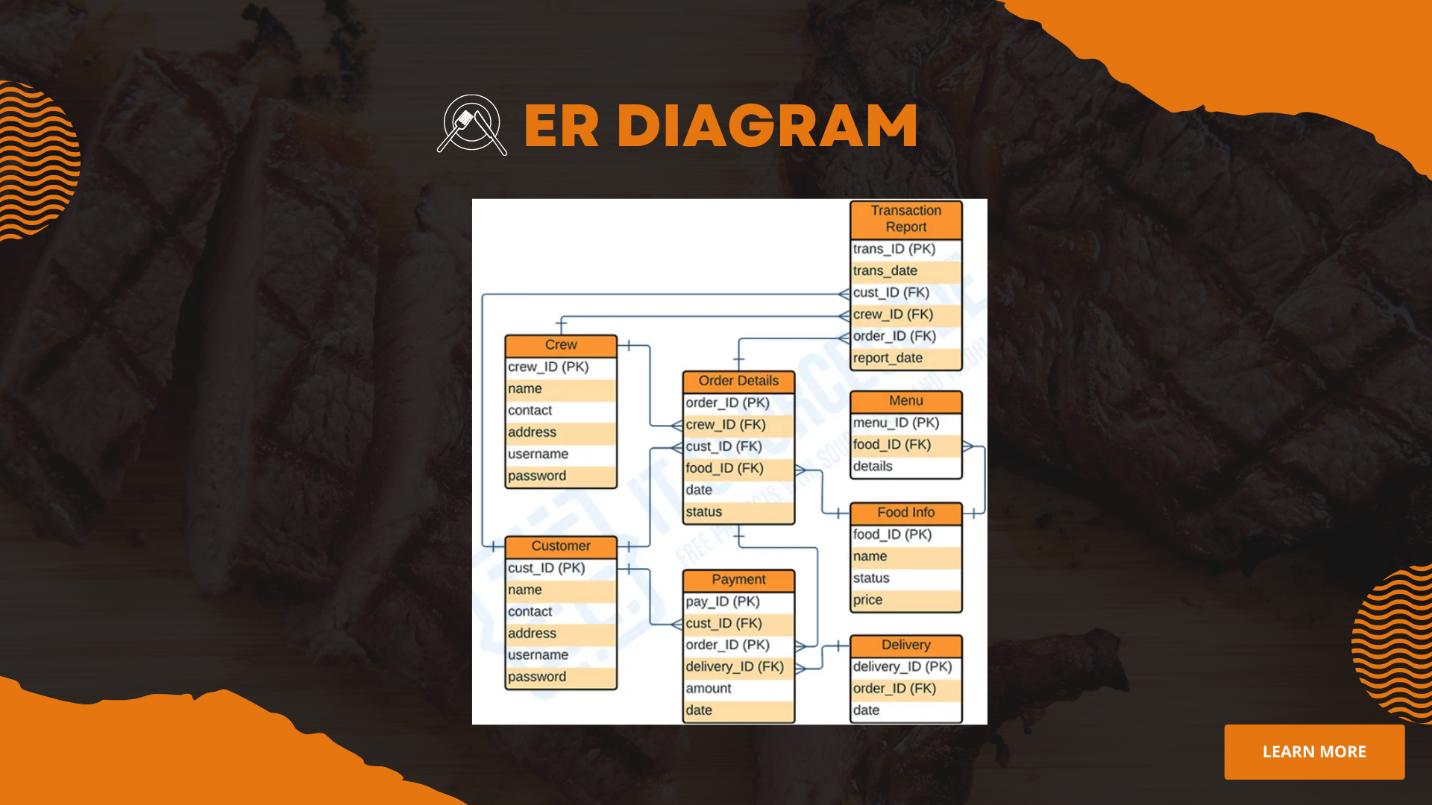 ER DIAGRAM
Transaction
Report
trans_ID (PK)
trans_date
cust_ID (FK)
crew_ID (FK)
order_ID (FK)
report_date
Crew
crew_ID (PK)
name
contact
address
username
password
Order Details
order_ID (PK)
crew_ID (FK)
cust_ID (FK)
food_ID (FK)
date
status
Menu
menu_ID (PK)
food_ID (FK)
details
Food Info
food_ID (PK)
name
status
price
Customer
cust_ID (PK)
name
contact
address
username
password
Payment
pay_ID (PK)
cust_ID (FK)
order_ID (PK)
delivery_ID (FK)
amount
date
Delivery
delivery_ID (PK)
order_ID (FK)
date
LEARN MORE